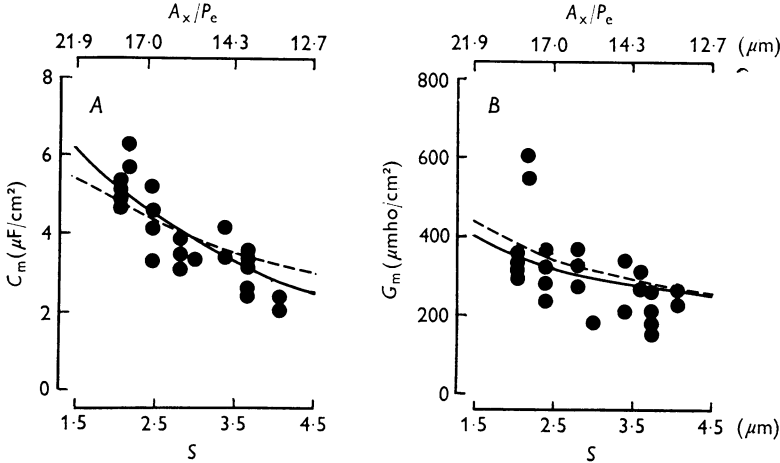 Aₓ/Pₑ
21·9 17·0 14·3 12·7
8
6
4
2
0
Cₘ(μF/cm²)
A
1·5 2·5 3·5 4·5
S
Aₓ/Pₑ
21·9 17·0 14·3 12·7 (μm)
800
600
400
200
0
Gₘ(μmho/cm²)
B
1·5 2·5 3·5 4·5 (μm)
S